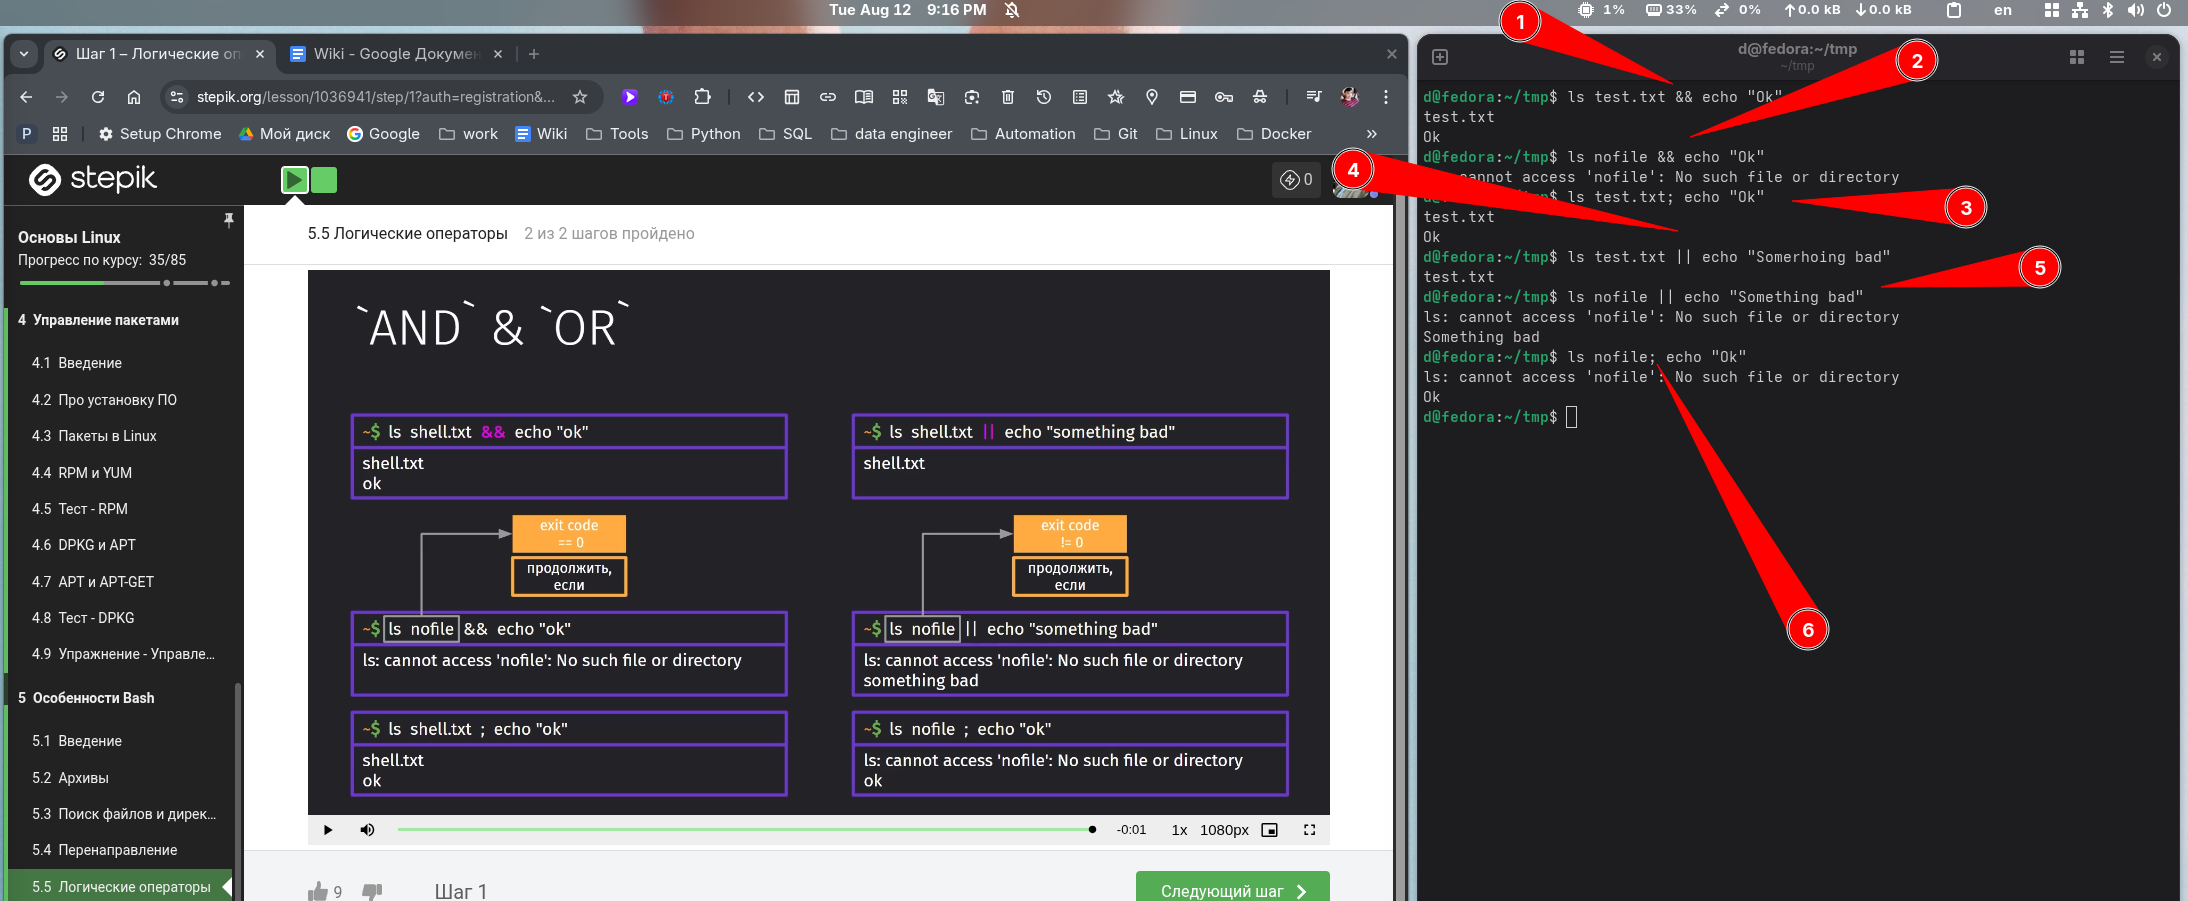 Tue Aug 12 9:16 PM
1% 33% 0% 0.0 kB 0.0 kB en
Шаг 1 – Логические оп
Wiki - Google Докумен
stepik.org/lesson/1036941/step/1?auth=registration&...
P Setup Chrome Мой диск Google work Wiki Tools Python SQL data engineer Automation Git Linux Docker »
stepik
0
Основы Linux
Прогресс по курсу: 35/85
4 Управление пакетами
4.1 Введение
4.2 Про установку ПО
4.3 Пакеты в Linux
4.4 RPM и YUM
4.5 Тест - RPM
4.6 DPKG и APT
4.7 APT и APT-GET
4.8 Тест - DPKG
4.9 Упражнение - Управле...
5 Особенности Bash
5.1 Введение
5.2 Архивы
5.3 Поиск файлов и дирек...
5.4 Перенаправление
5.5 Логические операторы
5.5 Логические операторы 2 из 2 шагов пройдено
`AND` & `OR`
~$ ls shell.txt && echo "ok"
shell.txt
ok
exit code
== 0
продолжить,
если
~$ ls nofile && echo "ok"
ls: cannot access 'nofile': No such file or directory
~$ ls shell.txt ; echo "ok"
shell.txt
ok
~$ ls shell.txt || echo "something bad"
shell.txt
exit code
!= 0
продолжить,
если
~$ ls nofile || echo "something bad"
ls: cannot access 'nofile': No such file or directory
something bad
~$ ls nofile ; echo "ok"
ls: cannot access 'nofile': No such file or directory
ok
-0:01 1x 1080px
9
Шаг 1
Следующий шаг
d@fedora:~/tmp
~/tmp
d@fedora:~/tmp$ ls test.txt && echo "Ok"
test.txt
Ok
d@fedora:~/tmp$ ls nofile && echo "Ok"
cannot access 'nofile': No such file or directory
d@fedora:~/tmp$ ls test.txt; echo "Ok"
test.txt
Ok
d@fedora:~/tmp$ ls test.txt || echo "Somerhoing bad"
test.txt
d@fedora:~/tmp$ ls nofile || echo "Something bad"
ls: cannot access 'nofile': No such file or directory
Something bad
d@fedora:~/tmp$ ls nofile; echo "Ok"
ls: cannot access 'nofile': No such file or directory
Ok
d@fedora:~/tmp$
1
2
3
4
5
6